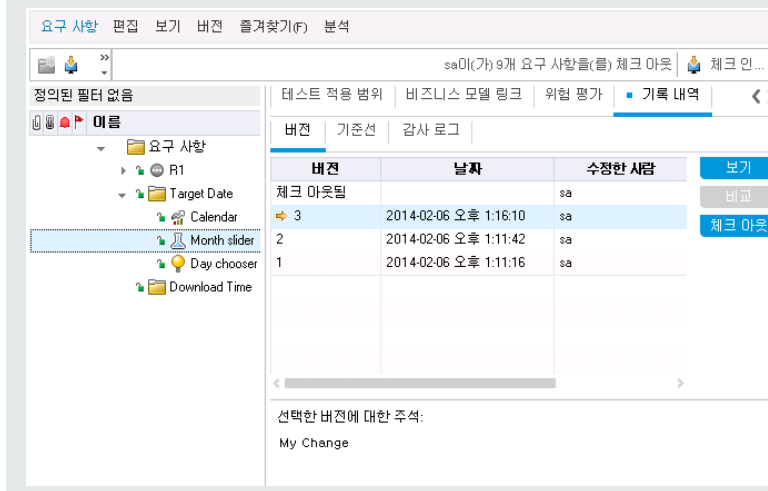 요구 사항 편집 보기 버전 즐겨찾기(F) 분석
sa이(가) 9개 요구 사항을(를) 체크 아웃 체크 인...
정의된 필터 없음
테스트 적용 범위 비즈니스 모델 링크 위험 평가 기록 내역
이름
버전 기준선 감사 로그
요구 사항
R1
Target Date
Calendar
Month slider
Day chooser
Download Time
버전 날짜 수정한 사람
체크 아웃됨 sa
3 2014-02-06 오후 1:16:10 sa
2 2014-02-06 오후 1:11:42 sa
1 2014-02-06 오후 1:11:16 sa
보기
비교
체크 아웃
선택한 버전에 대한 주석:
My Change